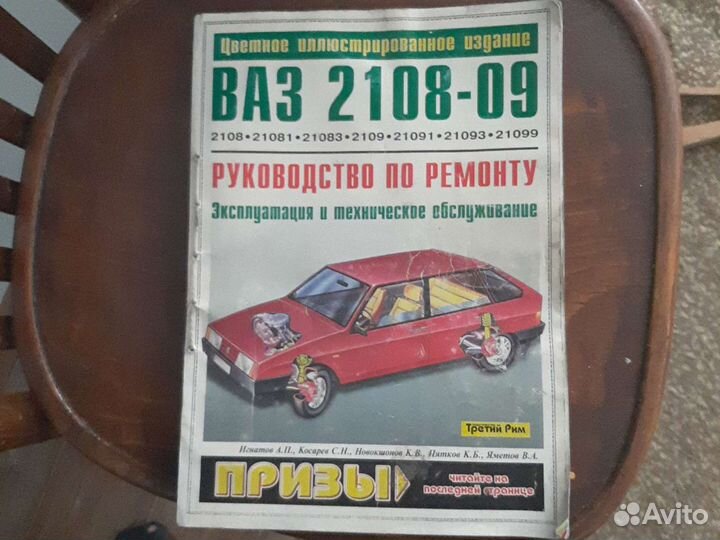 Цветное иллюстрированное издание
ВАЗ 2108-09
2108•21081•21083•2109•21091•21093•21099
РУКОВОДСТВО ПО РЕМОНТУ
Эксплуатация и техническое обслуживание
Третий Рим
Игнатов А.П., Косарев С.Н., Новокшонов К.В., Пятков К.Б., Яметов В.А.
ПРИЗЫ
читайте на
последней странице
Avito